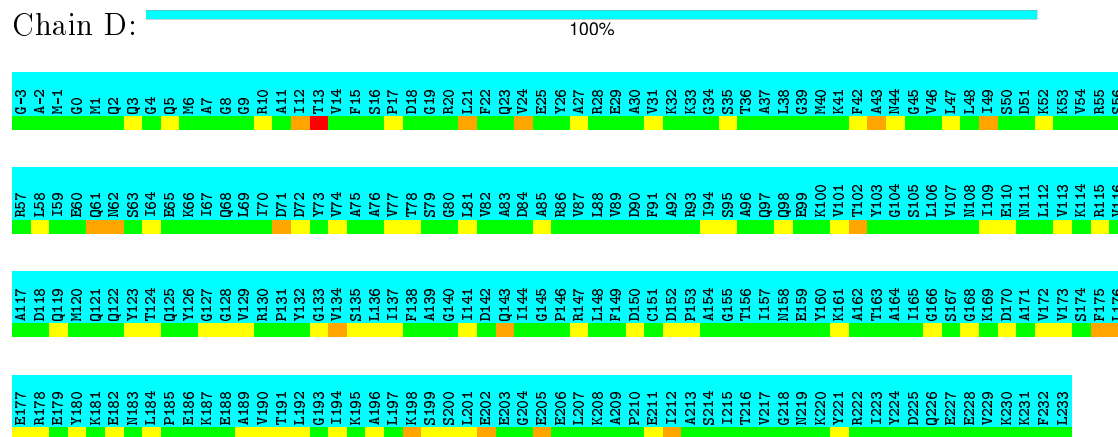 Chain D:
100%
G-3 A-2 M-1 G0 M1 Q2 Q3 G4 Q5 M6 A7 G8 G9 R10 A11 I12 T13 V14 F15 S16 P17 D18 G19 R20 L21 F22 Q23 V24 E25 Y26 A27 R28 E29 A30 V31 K32 K33 G34 S35 T36 A37 L38 G39 M40 K41 F42 A43 N44 G45 V46 L47 L48 I49 S50 D51 K52 K53 V54 R55
R57 L58 I59 E60 Q61 N62 S63 I64 E65 K66 I67 Q68 L69 I70 D71 D72 Y73 V74 A75 A76 V77 T78 S79 G80 L81 V82 A83 D84 A85 R86 V87 L88 V89 D90 F91 A92 R93 I94 S95 A96 Q97 Q98 E99 K100 V101 T102 Y103 G104 S105 L106 V107 N108 I109 E110 N111 L112 V113 K114 R115
A117 D118 Q119 M120 Q121 Q122 Y123 T124 Q125 Y126 G127 G128 V129 R130 P131 Y132 G133 V134 S135 L136 I137 F138 A139 G140 I141 D142 Q143 I144 G145 P146 R147 L148 F149 D150 C151 D152 P153 A154 G155 T156 I157 N158 E159 Y160 K161 A162 T163 A164 I165 G166 S167 G168 K169 D170 A171 V172 V173 S174 F175 L176
E177 R178 E179 Y180 K181 E182 N183 L184 P185 E186 K187 E188 A189 V190 T191 L192 G193 I194 K195 A196 L197 K198 S199 S200 L201 E202 E203 G204 E205 E206 L207 K208 A209 P210 E211 I212 A213 S214 I215 T216 V217 G218 N219 K220 Y221 R222 I223 Y224 D225 Q226 E227 E228 V229 K230 K231 F232 L233